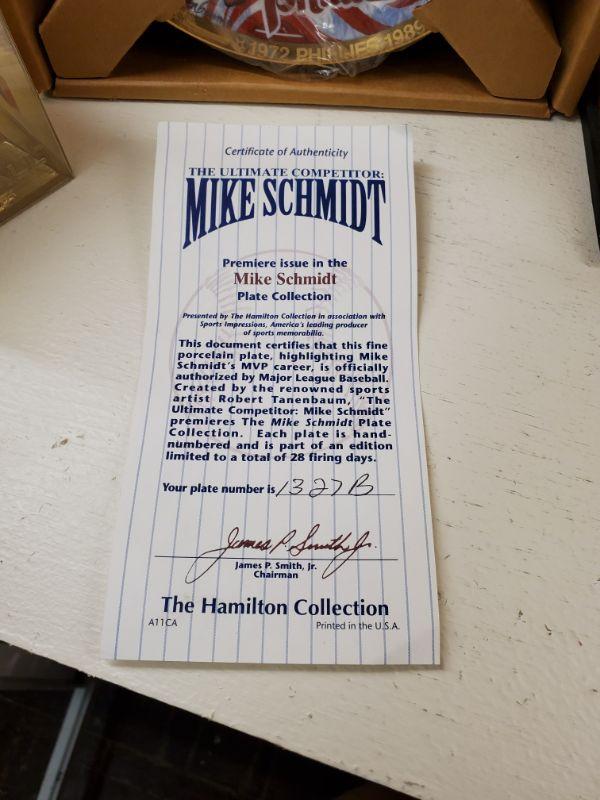 1972 PHILLIES 1989
Certificate of Authenticity
THE ULTIMATE COMPETITOR:
MIKE SCHMIDT
Premiere issue in the
Mike Schmidt
Plate Collection
Presented by The Hamilton Collection in association with
Sports Impressions, America's leading producer
of sports memorabilia.
This document certifies that this fine
porcelain plate, highlighting Mike
Schmidt's MVP career, is officially
authorized by Major League Baseball.
Created by the renowned sports
artist Robert Tanenbaum, "The
Ultimate Competitor: Mike Schmidt"
premieres The Mike Schmidt Plate
Collection. Each plate is hand-
numbered and is part of an edition
limited to a total of 28 firing days.
Your plate number is 1327B
James P. Smith, Jr.
James P. Smith, Jr.
Chairman
The Hamilton Collection
A11CA Printed in the U.S.A.